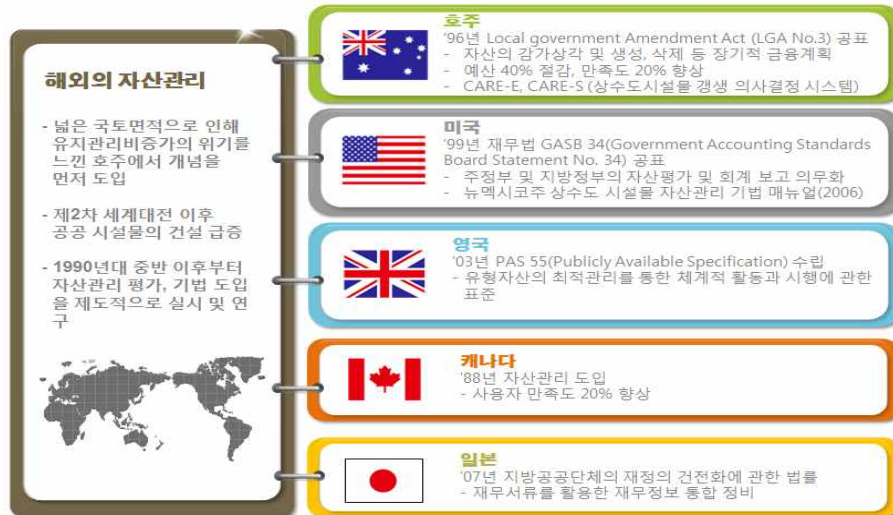 해외의 자산관리
- 넓은 국토면적으로 인해
유지관리비증가의 위기를
느낀 호주에서 개념을
먼저 도입
- 제2차 세계대전 이후
공공 시설물의 건설 급증
- 1990년대 중반 이후부터
자산관리 평가, 기법 도입
을 제도적으로 실시 및 연
구
호주
'96년 Local government Amendment Act (LGA No.3) 공표
- 자산의 감가상각 및 생성, 삭제 등 장기적 금융계획
- 예산 40% 절감, 만족도 20% 향상
- CARE-E, CARE-S (상수도시설물 갱생 의사결정 시스템)
미국
'99년 재무법 GASB 34(Government Accounting Standards
Board Statement No. 34) 공표
- 주정부 및 지방정부의 자산평가 및 회계 보고 의무화
- 뉴멕시코주 상수도 시설물 자산관리 기법 매뉴얼(2006)
영국
'03년 PAS 55(Publicly Available Specification) 수립
- 유형자산의 최적관리를 통한 체계적 활동과 시행에 관한
표준
캐나다
'88년 자산관리 도입
- 사용자 만족도 20% 향상
일본
'07년 지방공공단체의 재정의 건전화에 관한 법률
- 재무서류를 활용한 재무정보 통합 정비